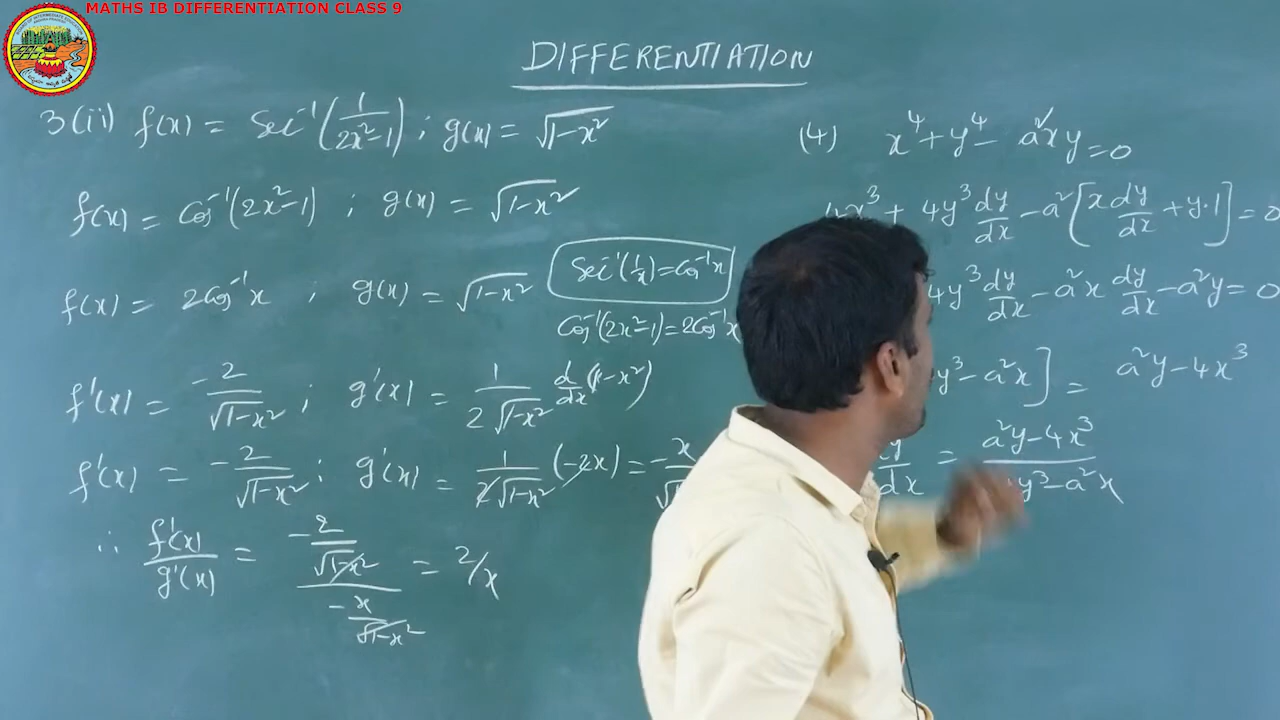 MATHS IB DIFFERENTIATION CLASS 9
DIFFERENTIATION
3(ii) f(x) = Sec⁻¹(1/(2x²-1)) ; g(x) = √(1-x²)
f(x) = Cos⁻¹(2x²-1) ; g(x) = √(1-x²)
Sec⁻¹(1/x) = Cos⁻¹x
f(x) = 2Cos⁻¹x ; g(x) = √(1-x²)
Cos⁻¹(2x²-1) = 2Cos⁻¹x
f'(x) = -2/√(1-x²) ; g'(x) = 1/(2√(1-x²)) d/dx(1-x²)
f'(x) = -2/√(1-x²) ; g'(x) = 1/(2√(1-x²)) (-2x) = -x/√
∴ f'(x)/g'(x) = (-2/√(1-x²))/(-x/√(1-x²)) = 2/x
(4) x⁴ + y⁴ - a²xy = 0
4x³ + 4y³ dy/dx - a²[x dy/dx + y.1] =
4y³ dy/dx - a²x dy/dx - a²y = 0
y³ - a²x] = a²y - 4x³
dx = (a²y - 4x³)/(y³ - a²x)